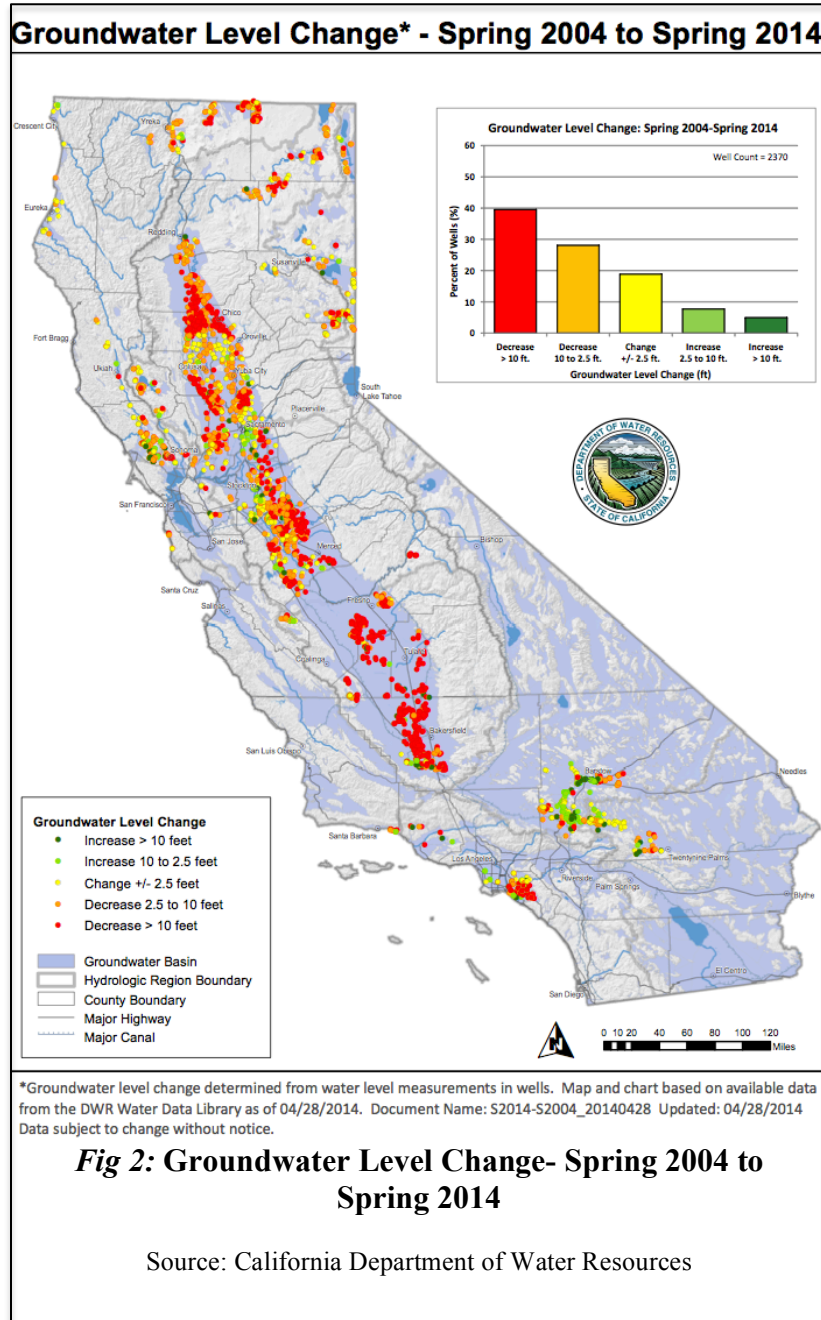 Groundwater Level Change* - Spring 2004 to Spring 2014
Groundwater Level Change: Spring 2004-Spring 2014
Well Count = 2370
Percent of Wells (%)
60
50
40
30
20
10
0
Decrease
> 10 ft.
Decrease
10 to 2.5 ft.
Change
+/- 2.5 ft.
Increase
2.5 to 10 ft.
Increase
> 10 ft.
Groundwater Level Change (ft)
DEPARTMENT OF WATER RESOURCES
STATE OF CALIFORNIA
Crescent City
Yreka
Eureka
Redding
Susanville
Chico
Fort Bragg
Oroville
Ukiah
Colusa
Yuba City
South
Lake Tahoe
Placerville
Sacramento
Sonoma
Stockton
San Francisco
San Jose
Merced
Bishop
Santa Cruz
Salinas
Fresno
Coalinga
Tulare
Bakersfield
San Luis Obispo
Barstow
Needles
Santa Barbara
Los Angeles
Twentynine Palms
Riverside
Palm Springs
Blythe
El Centro
San Diego
Groundwater Level Change
Increase > 10 feet
Increase 10 to 2.5 feet
Change +/- 2.5 feet
Decrease 2.5 to 10 feet
Decrease > 10 feet
Groundwater Basin
Hydrologic Region Boundary
County Boundary
Major Highway
Major Canal
N
0 10 20 40 60 80 100 120
Miles
*Groundwater level change determined from water level measurements in wells. Map and chart based on available data
from the DWR Water Data Library as of 04/28/2014. Document Name: S2014-S2004_20140428 Updated: 04/28/2014
Data subject to change without notice.
Fig 2: Groundwater Level Change- Spring 2004 to
Spring 2014
Source: California Department of Water Resources